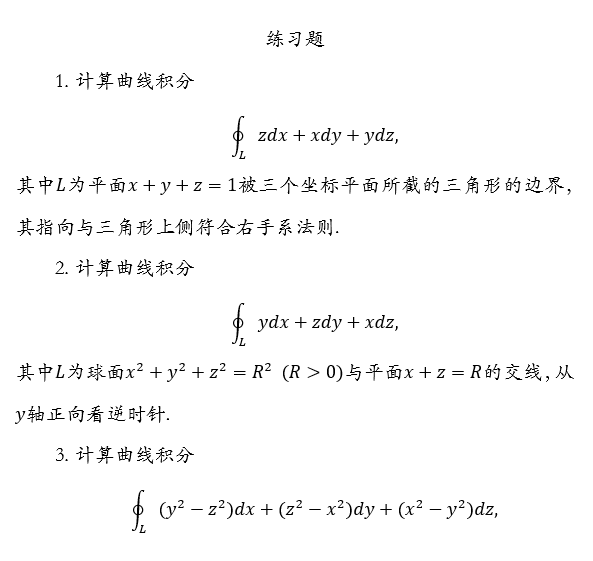 练习题
1. 计算曲线积分
∮_L zdx + xdy + ydz,
其中L为平面x + y + z = 1被三个坐标平面所截的三角形的边界,
其指向与三角形上侧符合右手系法则.
2. 计算曲线积分
∮_L ydx + zdy + xdz,
其中L为球面x² + y² + z² = R² (R > 0)与平面x + z = R的交线, 从
y轴正向看逆时针.
3. 计算曲线积分
∮_L (y² − z²)dx + (z² − x²)dy + (x² − y²)dz,